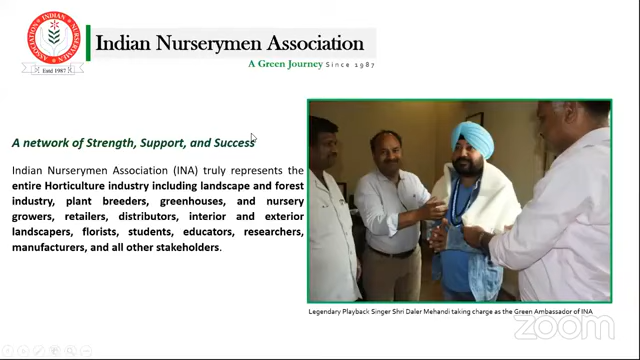 INDIAN NURSERYMEN ASSOCIATION
Estd 1987
Indian Nurserymen Association
A Green Journey Since 1987
A network of Strength, Support, and Success
Indian Nurserymen Association (INA) truly represents the
entire Horticulture industry including landscape and forest
industry, plant breeders, greenhouses, and nursery
growers, retailers, distributors, interior and exterior
landscapers, florists, students, educators, researchers,
manufacturers, and all other stakeholders.
Legendary Playback Singer Shri Daler Mehandi taking charge as the Green Ambassador of INA
zoom